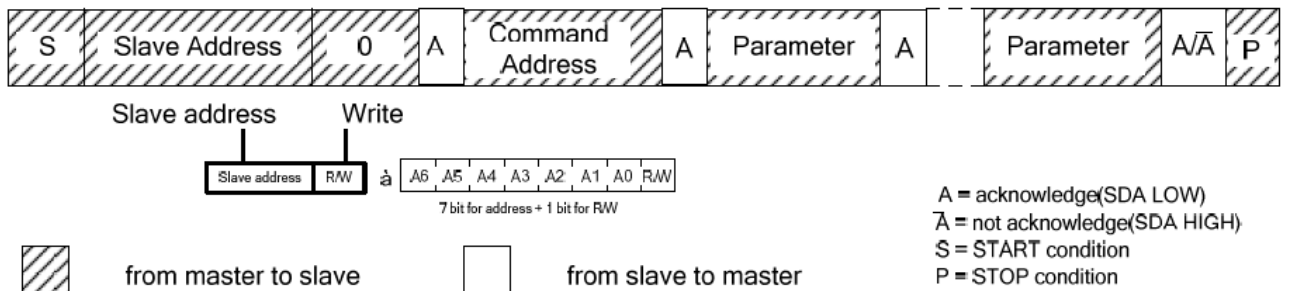 S Slave Address 0 A Command Address A Parameter A Parameter A/A̅ P
Slave address Write
Slave address R/W à A6 A5 A4 A3 A2 A1 A0 R/W
7 bit for address + 1 bit for R/W
A = acknowledge(SDA LOW)
A̅ = not acknowledge(SDA HIGH)
S = START condition
P = STOP condition
from master to slave from slave to master